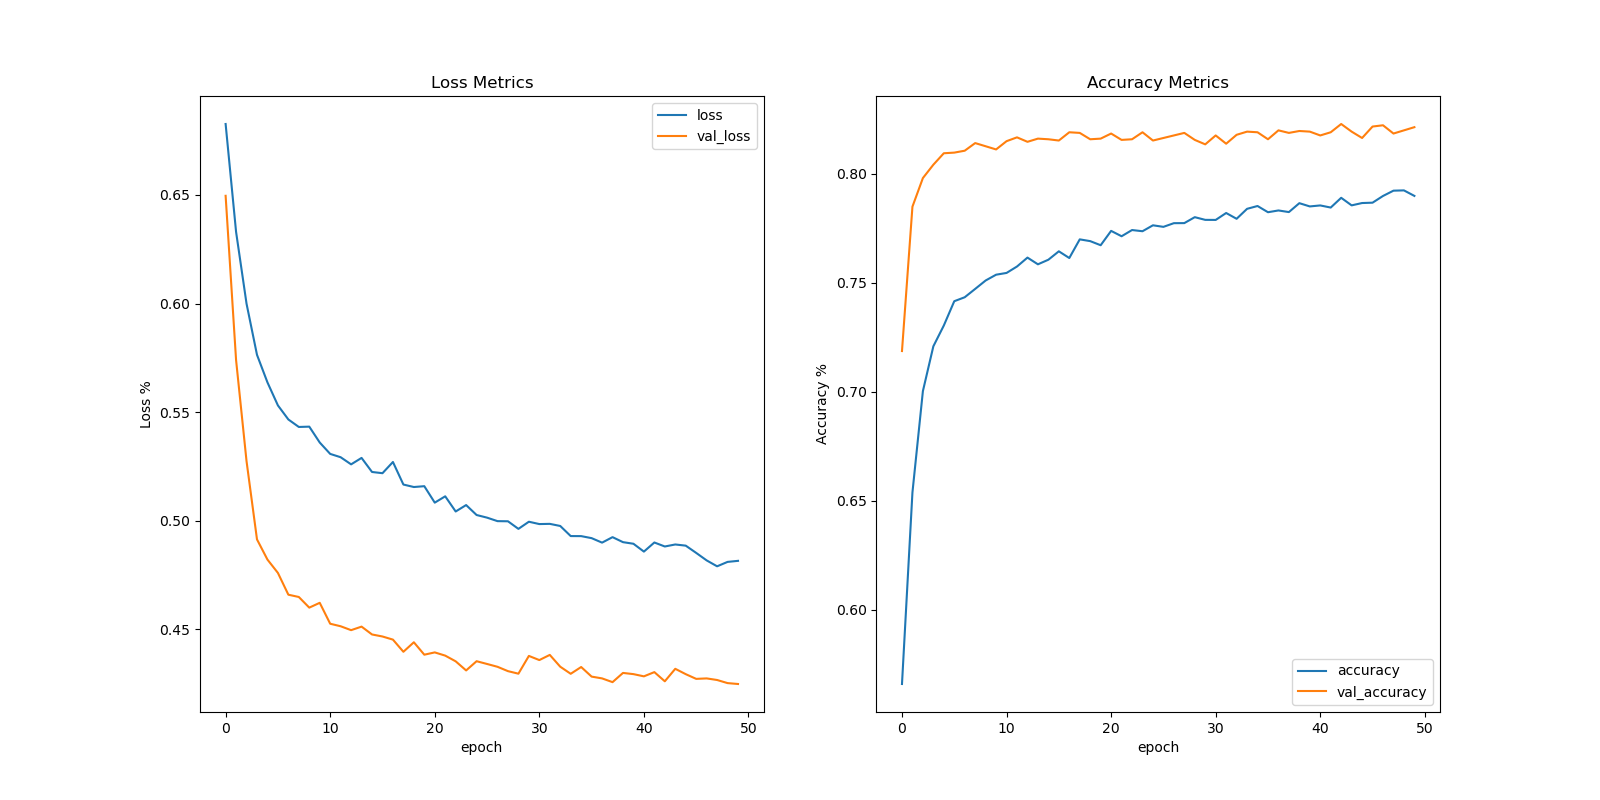 Loss Metrics
loss
val_loss
0.65
0.60
0.55
0.50
0.45
Loss %
0 10 20 30 40 50
epoch
Accuracy Metrics
0.80
0.75
0.70
0.65
0.60
Accuracy %
accuracy
val_accuracy
0 10 20 30 40 50
epoch